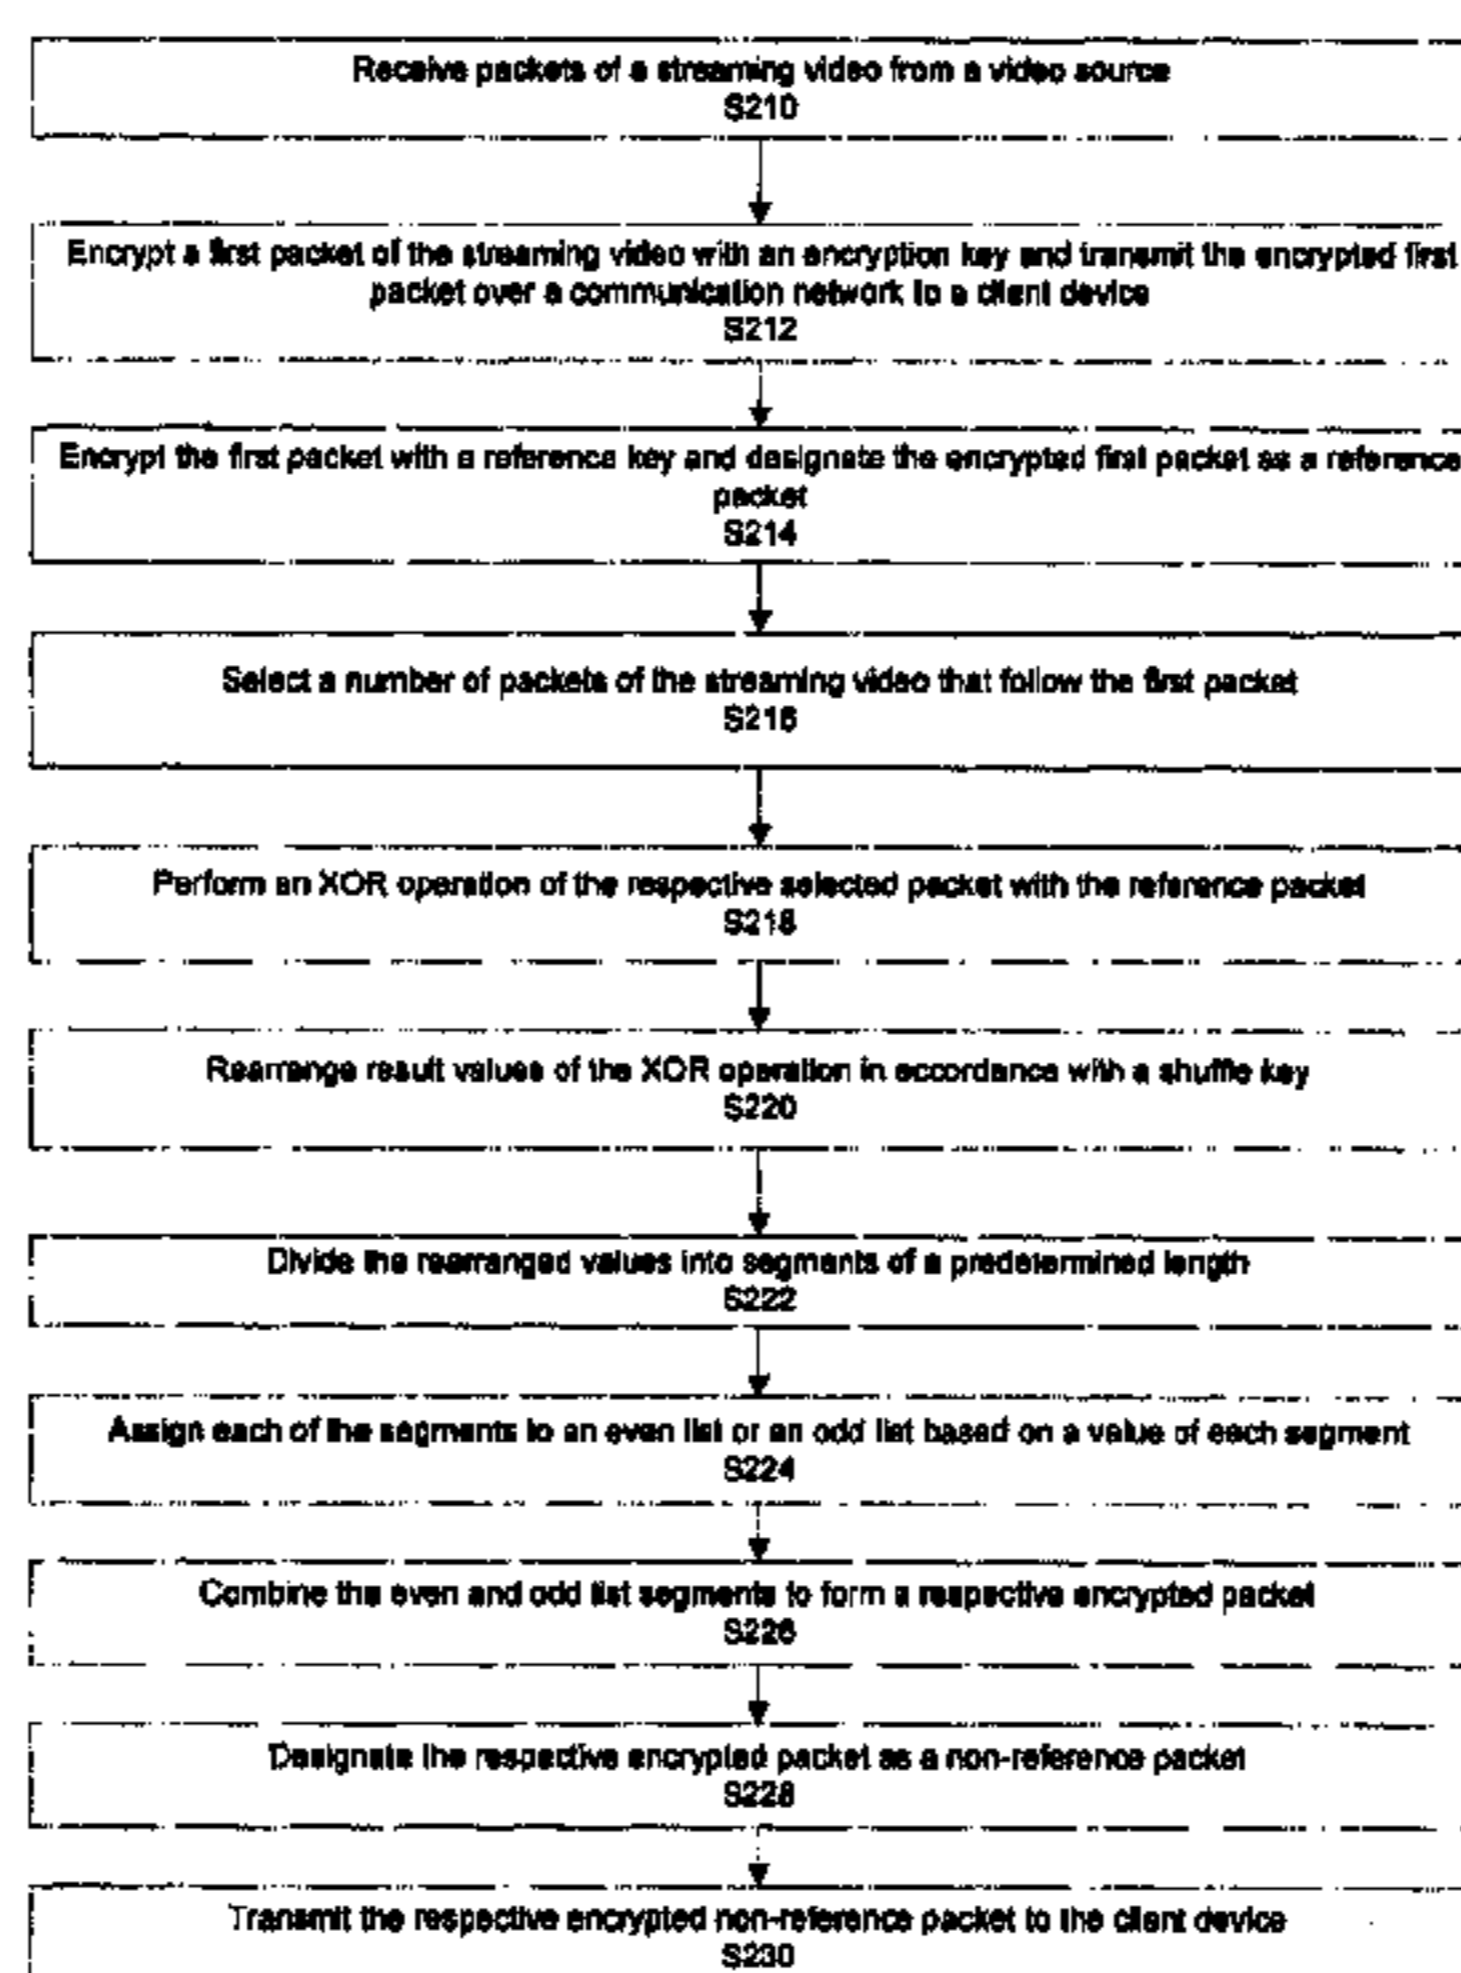 Receive packets of a streaming video from a video source
S210
Encrypt a first packet of the streaming video with an encryption key and transmit the encrypted first
packet over a communication network to a client device
S212
Encrypt the first packet with a reference key and designate the encrypted first packet as a reference
packet
S214
Select a number of packets of the streaming video that follow the first packet
S216
Perform an XOR operation of the respective selected packet with the reference packet
S218
Rearrange result values of the XOR operation in accordance with a shuffle key
S220
Divide the rearranged values into segments of a predetermined length
S222
Assign each of the segments to an even list or an odd list based on a value of each segment
S224
Combine the even and odd list segments to form a respective encrypted packet
S226
Designate the respective encrypted packet as a non-reference packet
S228
Transmit the respective encrypted non-reference packet to the client device
S230